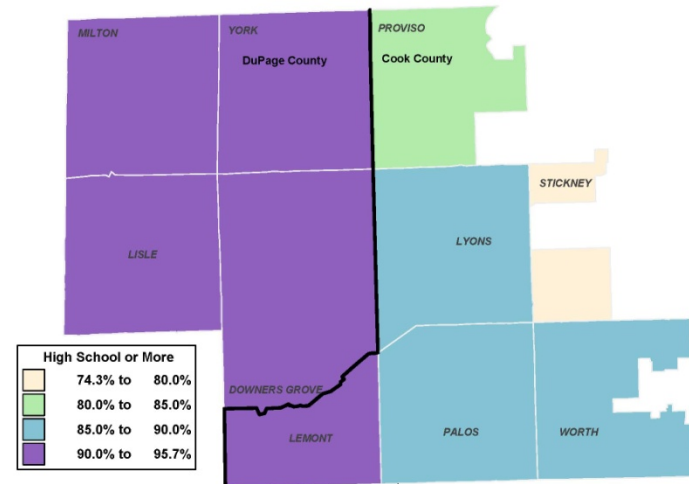 MILTON
YORK
PROVISO
DuPage County
Cook County
STICKNEY
LYONS
LISLE
High School or More
74.3% to 80.0%
80.0% to 85.0%
85.0% to 90.0%
90.0% to 95.7%
DOWNERS GROVE
LEMONT
PALOS
WORTH